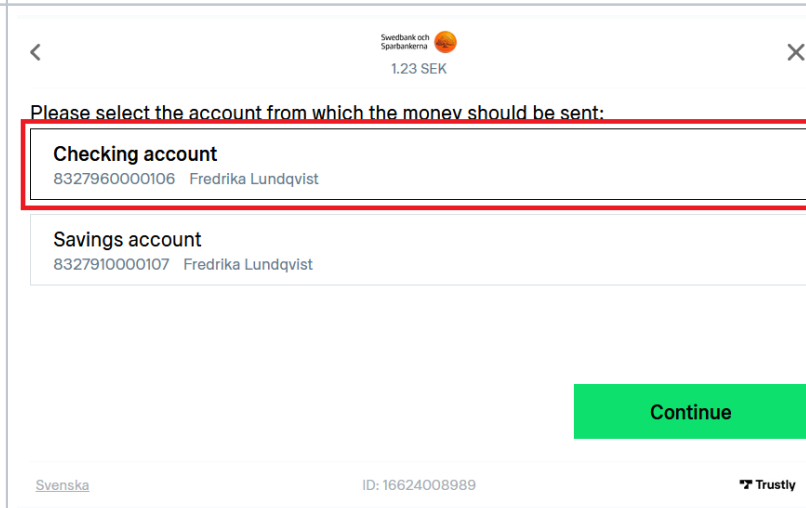 Swedbank och
Sparbankerna
1.23 SEK
Please select the account from which the money should be sent:
Checking account
8327960000106 Fredrika Lundqvist
Savings account
8327910000107 Fredrika Lundqvist
Continue
Svenska
ID: 16624008989
Trustly